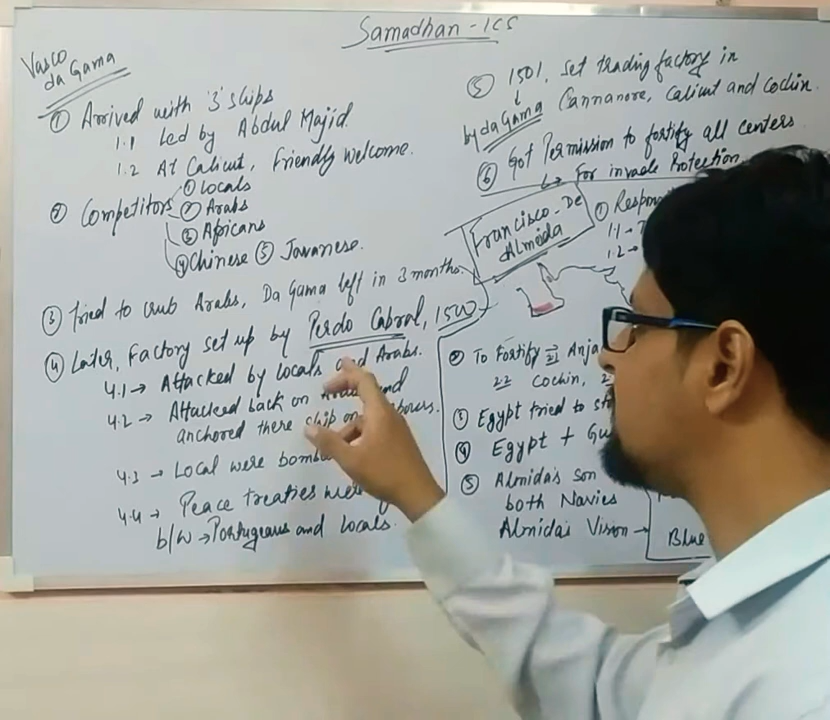 Samadhan - ICS
Vasco
da Gama
① Arrived with '3' ships
1.1 Led by Abdul Majid.
1.2 At Calicut, Friendly welcome.
② Competitors
① Locals
② Arabs
③ Africans
④ Chinese ⑤ Javanese.
③ Tried to curb Arabs, Da Gama left in 3 months.
④ Later, Factory set up by Perdo Cabral, 1500
4.1 → Attacked by locals and Arabs.
4.2 → Attacked back on and
anchored there ship on
4.3 → Local were
4.4 → Peace treaties were
b/w → Portugeaus and Locals.
⑤ 1501, set trading factory in
↓
by da Gama Cannanore, Calicut and Cochin.
⑥ Got Permission to fortify all centers
↳ For invade Protection
Francisco - De
Almeida
①
1.1 →
1.2 →
② To Fortify ⇒ 2.1
2.2 Cochin, 2
③ Egypt tried to
④ Egypt +
⑤ Almida's son
both Navies
Almida's Vision →
Blue